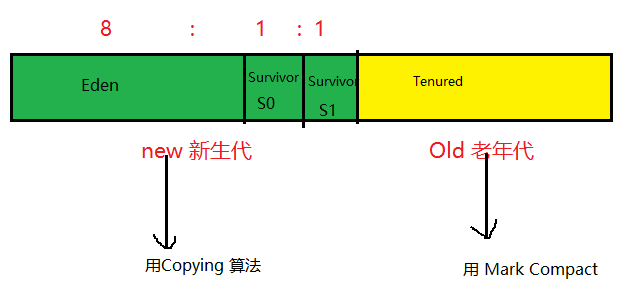 8 : 1 : 1
Eden
Survivor
S0
Survivor
S1
Tenured
new 新生代
Old 老年代
用Copying 算法
用 Mark Compact